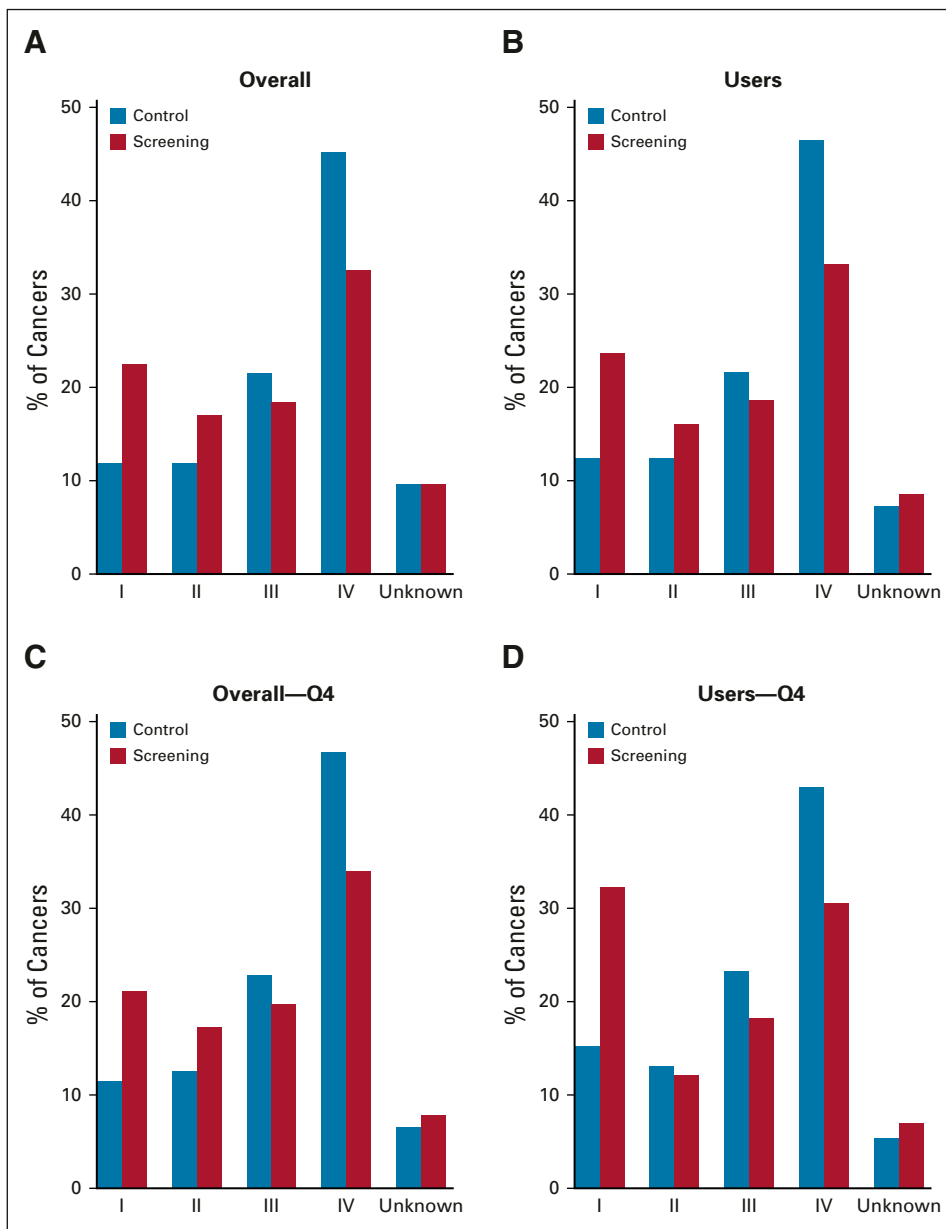 A
Overall
Control
Screening
% of Cancers
50
40
30
20
10
0
I II III IV Unknown
B
Users
Control
Screening
% of Cancers
50
40
30
20
10
0
I II III IV Unknown
C
Overall—Q4
Control
Screening
% of Cancers
50
40
30
20
10
0
I II III IV Unknown
D
Users—Q4
Control
Screening
% of Cancers
50
40
30
20
10
0
I II III IV Unknown